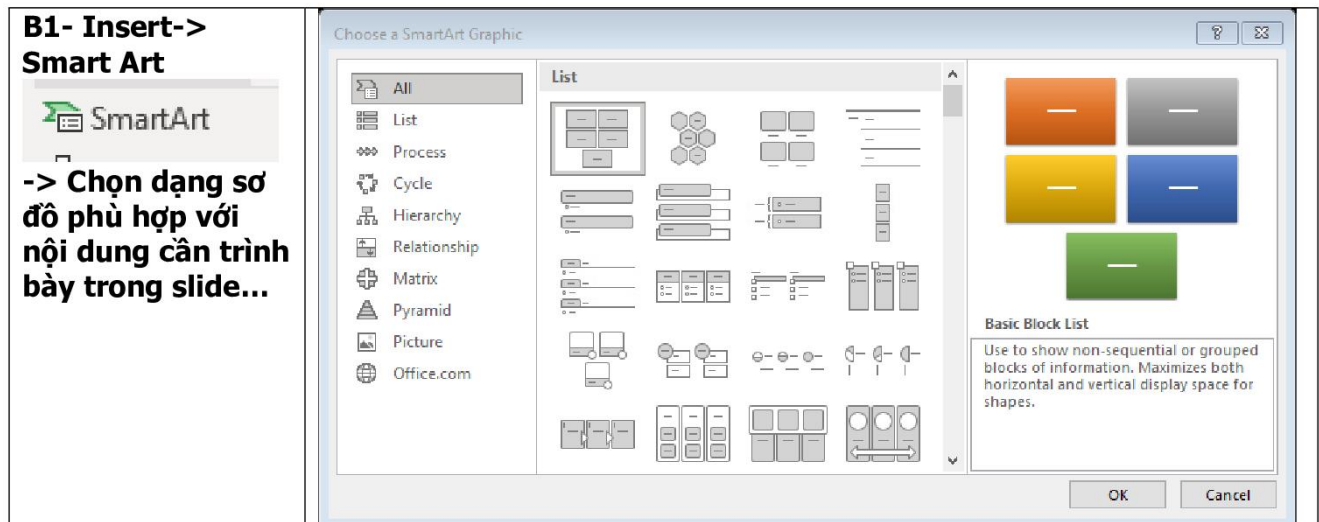 B1- Insert->
Smart Art
SmartArt
-> Chọn dạng sơ
đồ phù hợp với
nội dung cần trình
bày trong slide...
Choose a SmartArt Graphic
All
List
Process
Cycle
Hierarchy
Relationship
Matrix
Pyramid
Picture
Office.com
List
Basic Block List
Use to show non-sequential or grouped
blocks of information. Maximizes both
horizontal and vertical display space for
shapes.
OK
Cancel